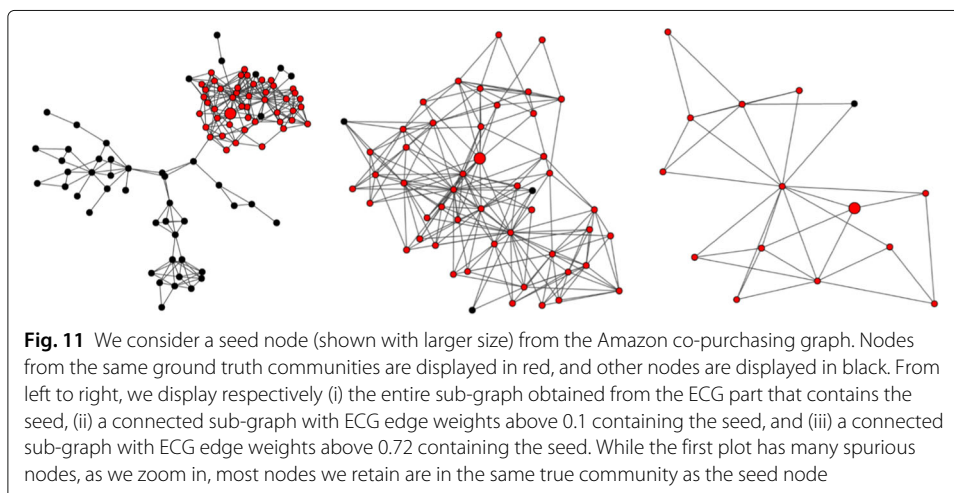 Fig. 11 We consider a seed node (shown with larger size) from the Amazon co-purchasing graph. Nodes
from the same ground truth communities are displayed in red, and other nodes are displayed in black. From
left to right, we display respectively (i) the entire sub-graph obtained from the ECG part that contains the
seed, (ii) a connected sub-graph with ECG edge weights above 0.1 containing the seed, and (iii) a connected
sub-graph with ECG edge weights above 0.72 containing the seed. While the first plot has many spurious
nodes, as we zoom in, most nodes we retain are in the same true community as the seed node